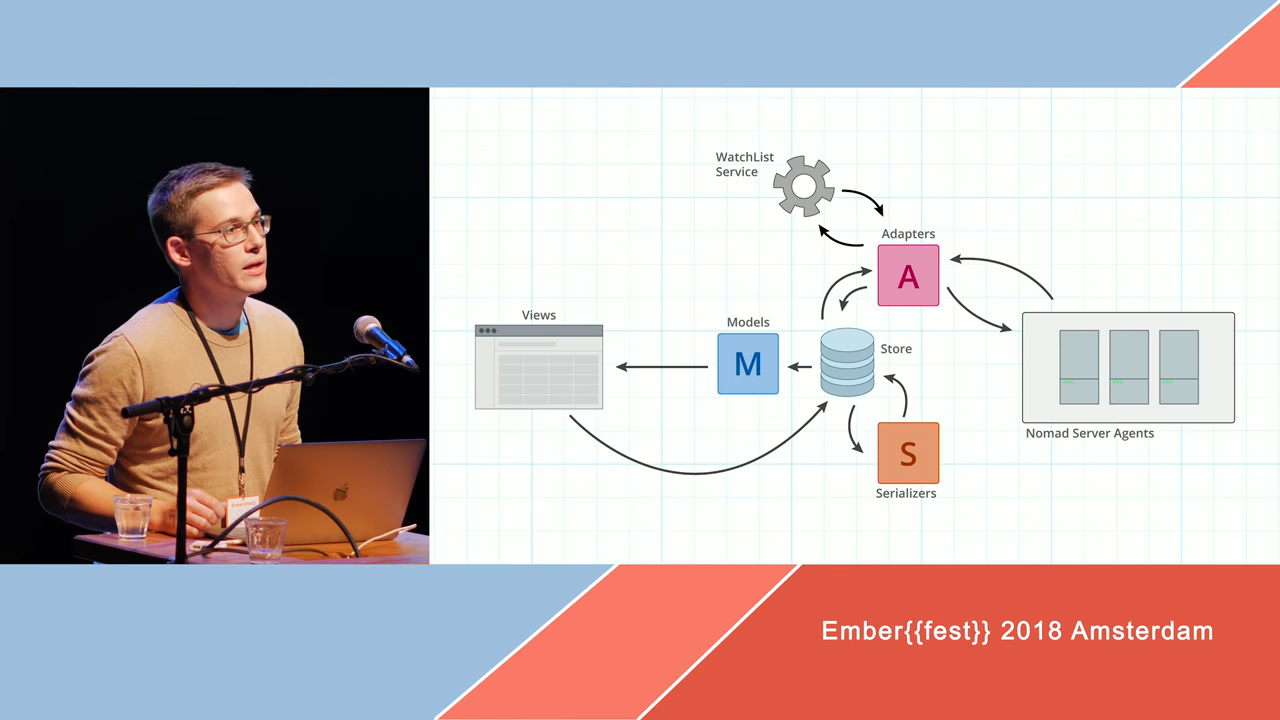 WatchList
Service
Adapters
A
Views
Models
M
Store
Nomad Server Agents
S
Serializers
Ember{{fest}} 2018 Amsterdam